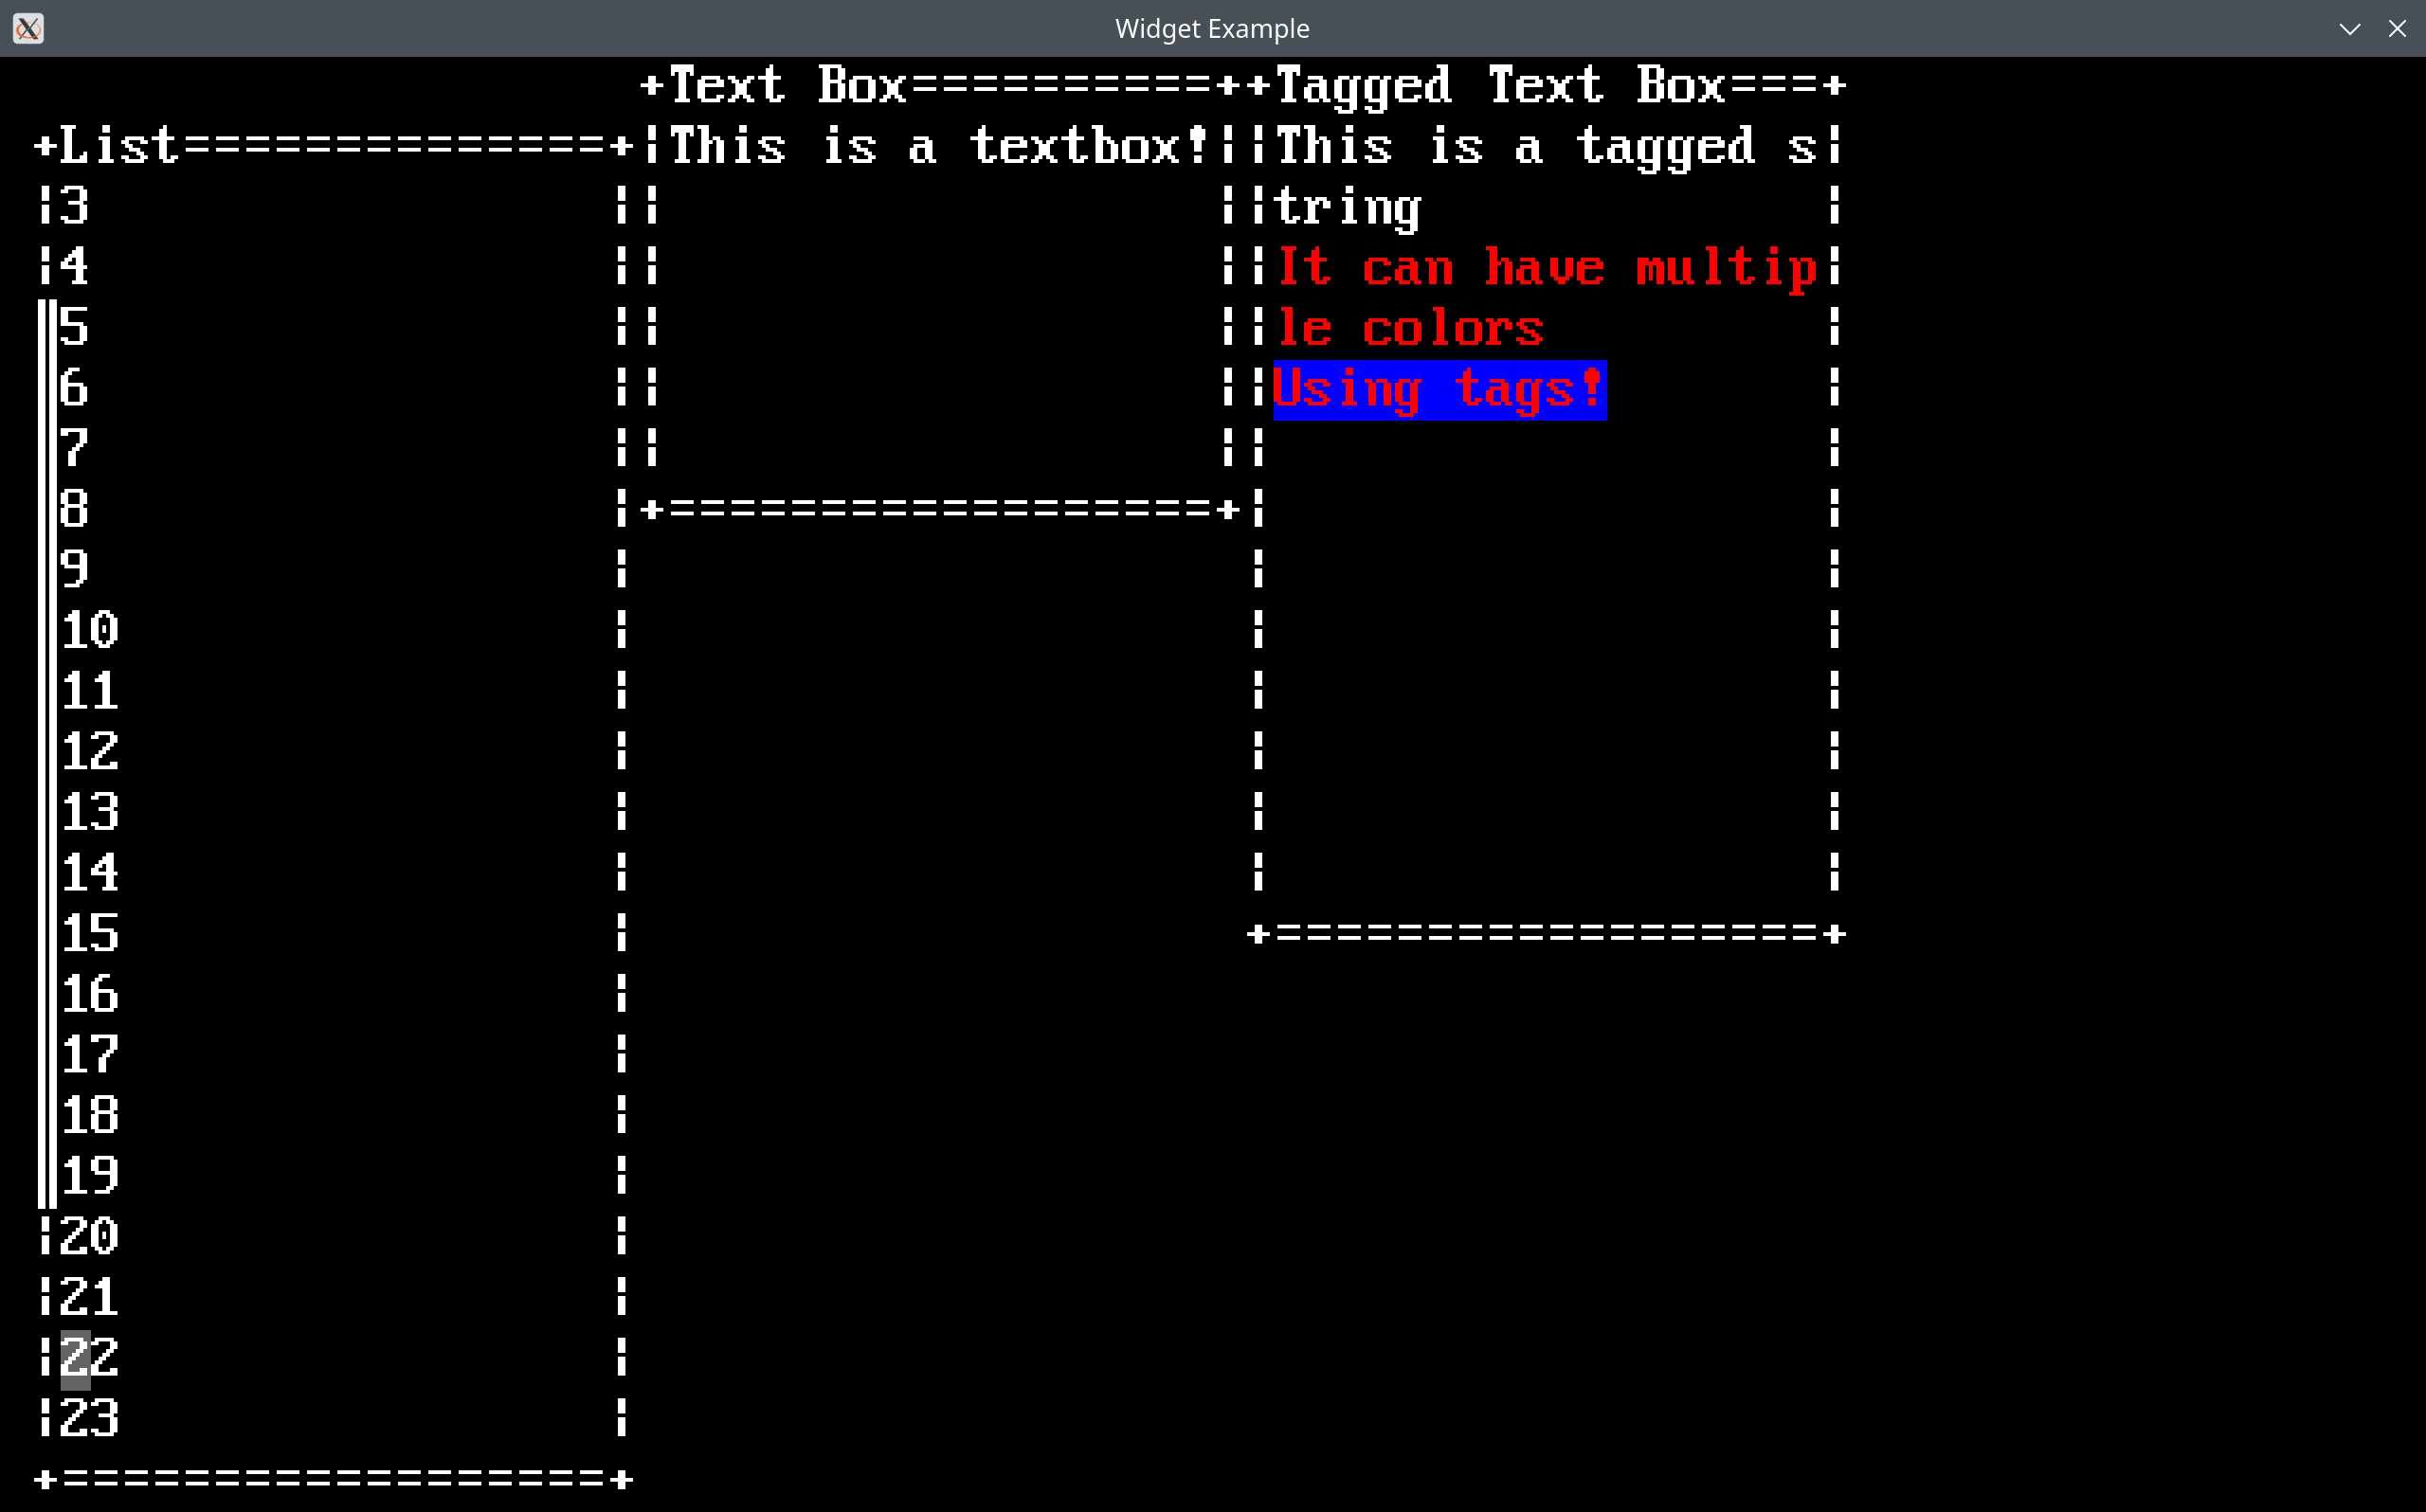 Widget Example
List
3
4
5
6
7
8
9
10
11
12
13
14
15
16
17
18
19
20
21
22
23
Text Box
This is a textbox!
Tagged Text Box
This is a tagged s
tring
It can have multip
le colors
Using tags!